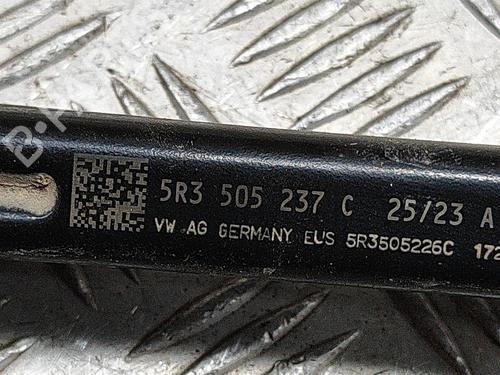 5R3 505 237 C 25/23 A
VW AG GERMANY EUS 5R3505226C 172